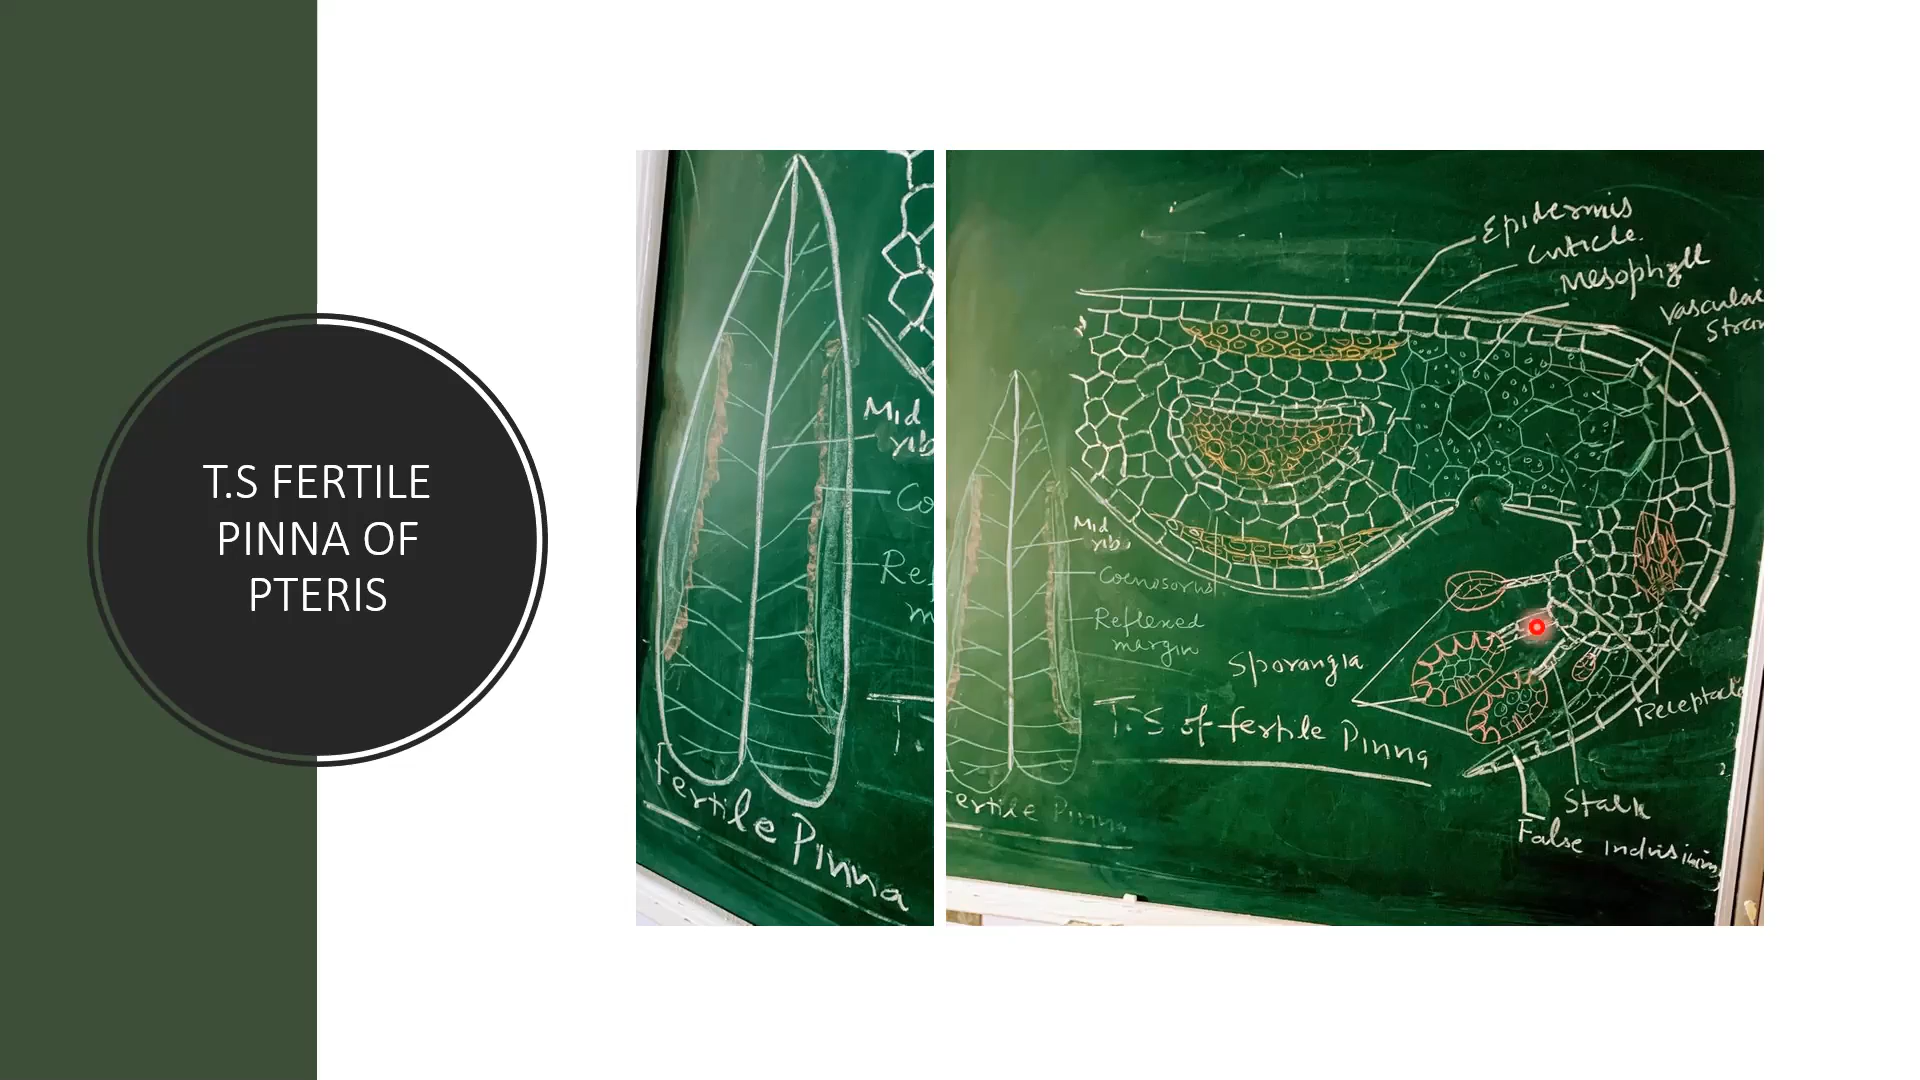 T.S FERTILE
PINNA OF
PTERIS
Mid
rib
Co
Re
m
T.
Fertile Pinna
Epidermis
Cuticle.
Mesophyll
Vascular
Stran
Mid
rib
Coenosorus
Reflexed
margin
Sporangia
Receptacle
T.S of fertile Pinna
Stalk
False indusium
ertile Pinna